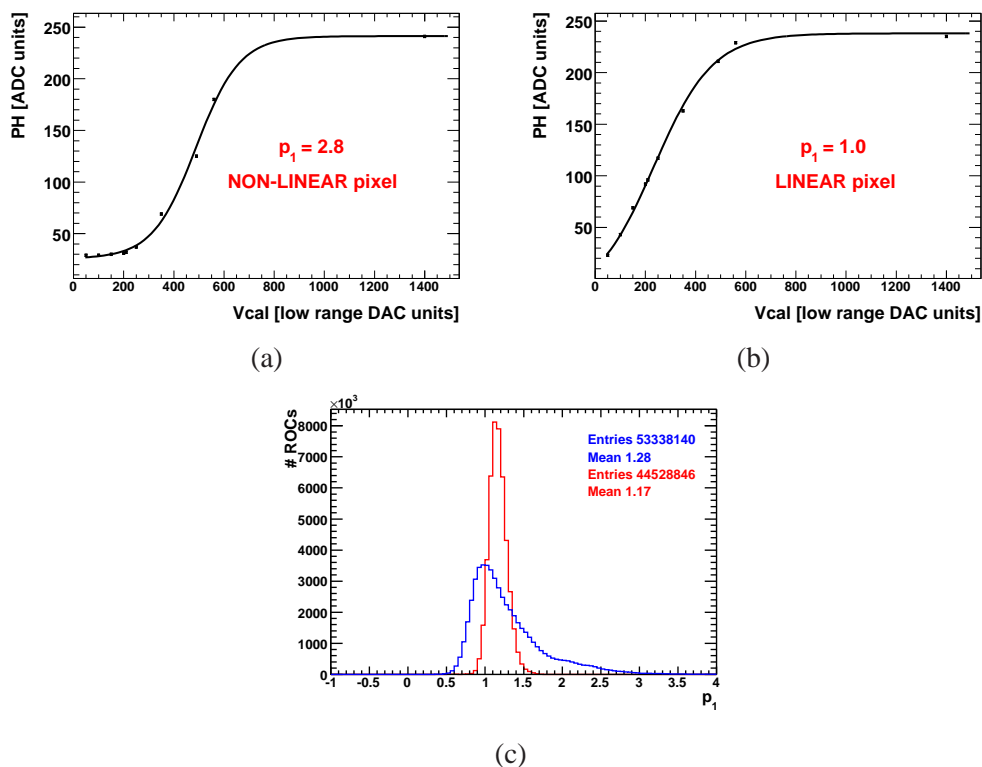 PH [ADC units]
250
200
150
100
50
0 200 400 600 800 1000 1200 1400
Vcal [low range DAC units]
p1 = 2.8
NON-LINEAR pixel
(a)
PH [ADC units]
250
200
150
100
50
0 200 400 600 800 1000 1200 1400
Vcal [low range DAC units]
p1 = 1.0
LINEAR pixel
(b)
×10^3
# ROCs
8000
7000
6000
5000
4000
3000
2000
1000
0
-1 -0.5 0 0.5 1 1.5 2 2.5 3 3.5 4
p1
Entries 53338140
Mean 1.28
Entries 44528846
Mean 1.17
(c)